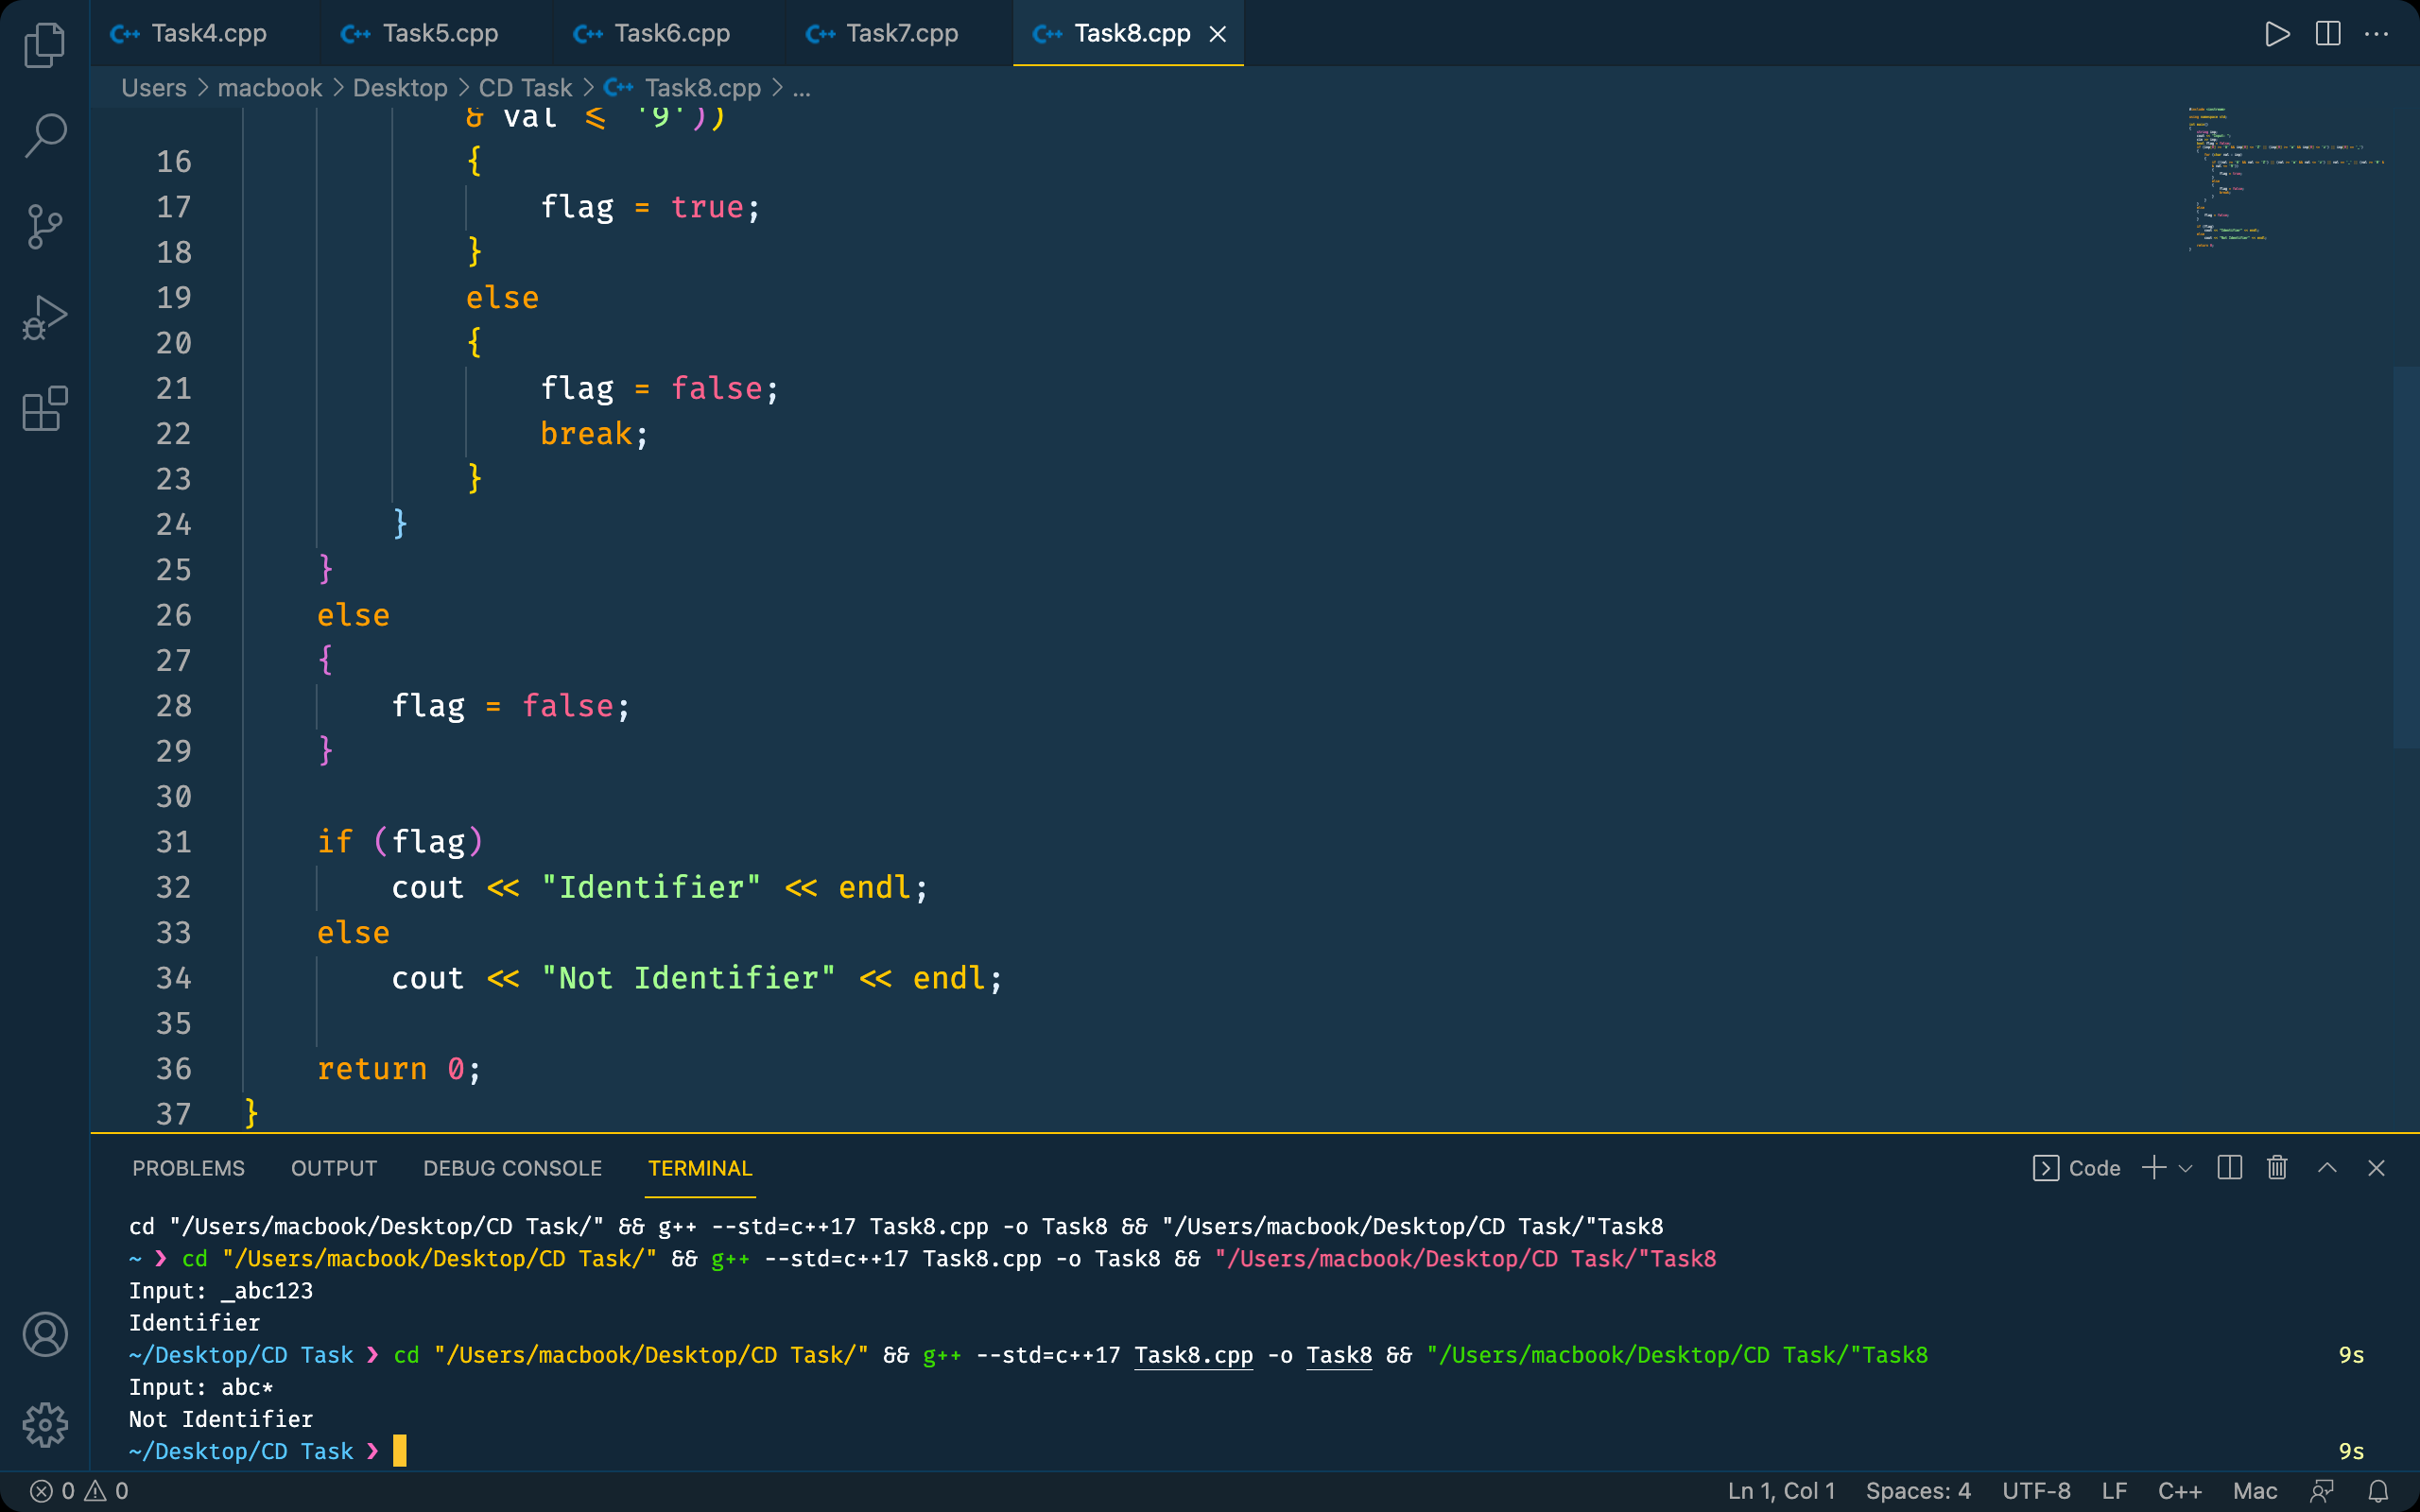 Task4.cpp Task5.cpp Task6.cpp Task7.cpp Task8.cpp
Users > macbook > Desktop > CD Task > Task8.cpp > ...
& val <= '9'))
16 {
17 flag = true;
18 }
19 else
20 {
21 flag = false;
22 break;
23 }
24 }
25 }
26 else
27 {
28 flag = false;
29 }
30
31 if (flag)
32 cout << "Identifier" << endl;
33 else
34 cout << "Not Identifier" << endl;
35
36 return 0;
37 }
PROBLEMS OUTPUT DEBUG CONSOLE TERMINAL Code
cd "/Users/macbook/Desktop/CD Task/" && g++ --std=c++17 Task8.cpp -o Task8 && "/Users/macbook/Desktop/CD Task/"Task8
~ ❯ cd "/Users/macbook/Desktop/CD Task/" && g++ --std=c++17 Task8.cpp -o Task8 && "/Users/macbook/Desktop/CD Task/"Task8
Input: _abc123
Identifier
~/Desktop/CD Task ❯ cd "/Users/macbook/Desktop/CD Task/" && g++ --std=c++17 Task8.cpp -o Task8 && "/Users/macbook/Desktop/CD Task/"Task8 9s
Input: abc*
Not Identifier
~/Desktop/CD Task ❯ 9s
0 0 Ln 1, Col 1 Spaces: 4 UTF-8 LF C++ Mac